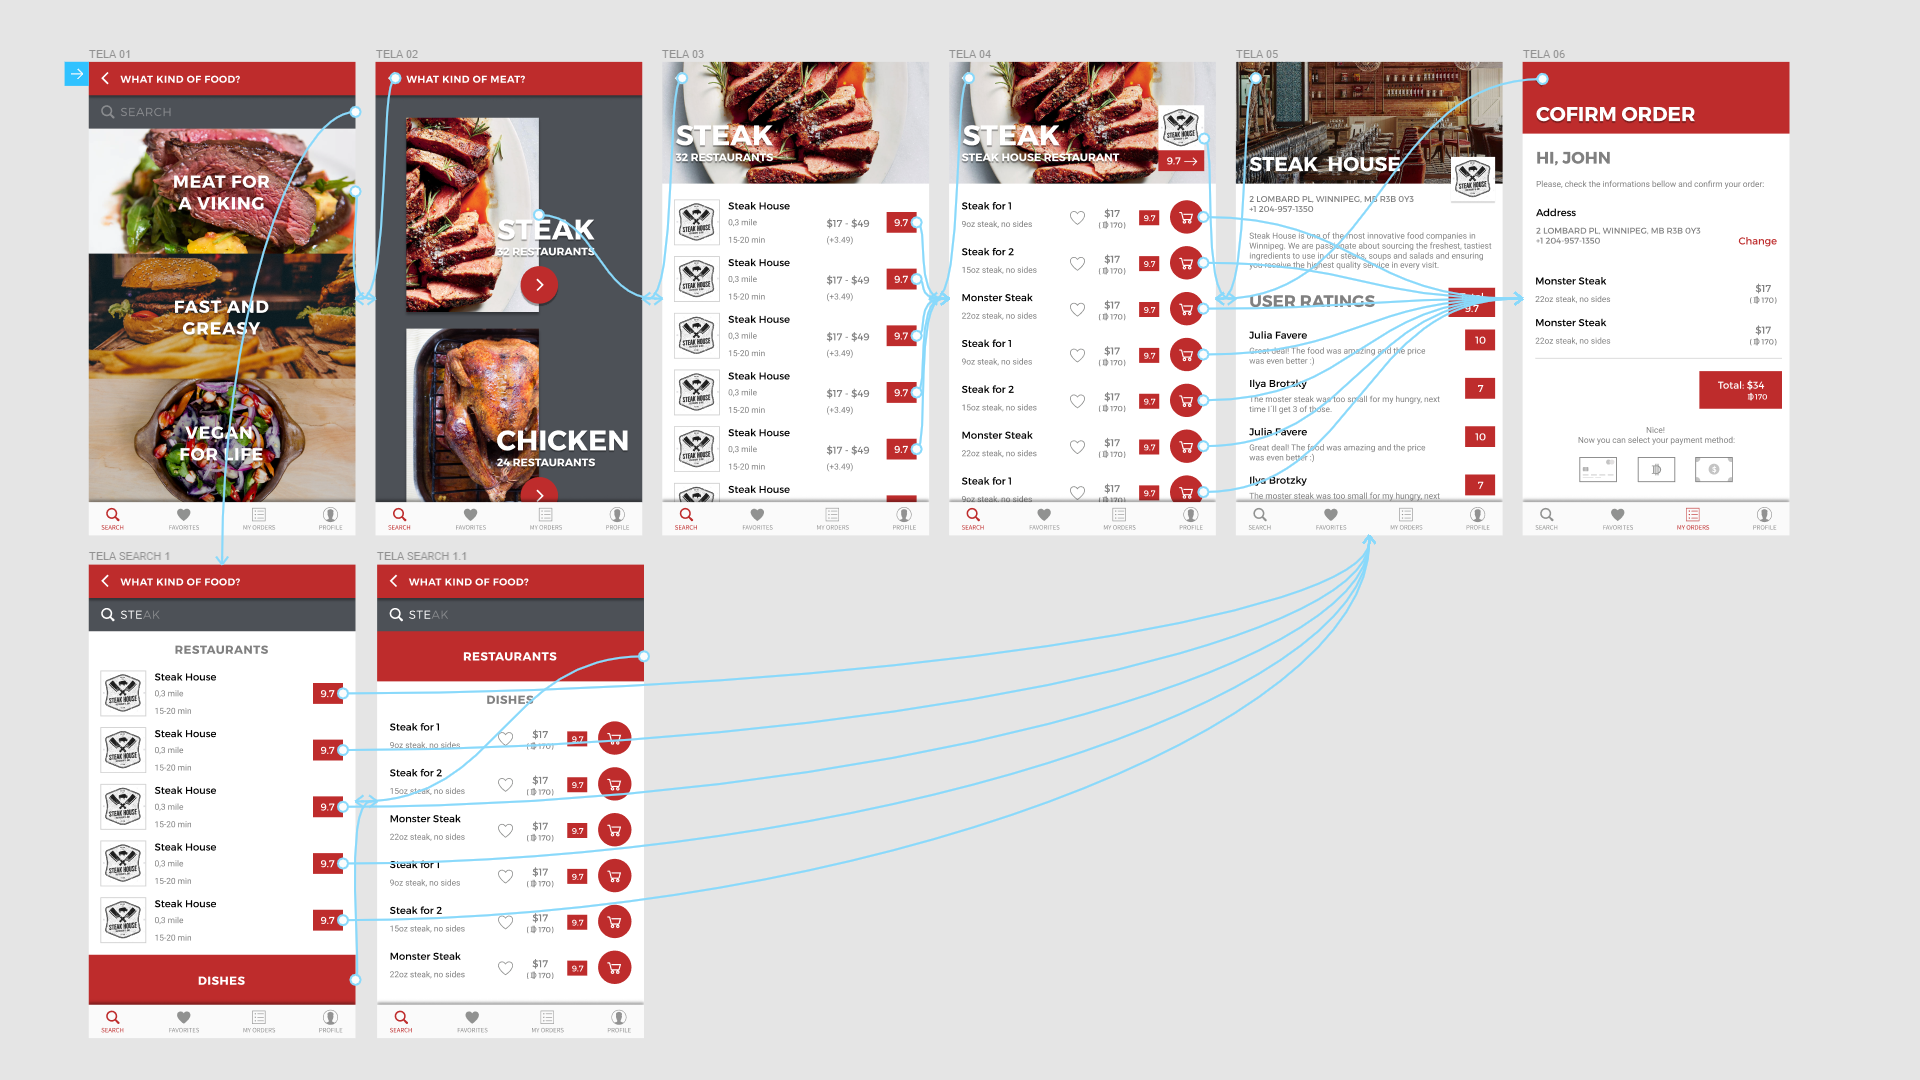 TELA 01
WHAT KIND OF FOOD?
SEARCH
MEAT FOR
A VIKING
FAST AND
GREASY
VEGAN
FOR LIFE
SEARCH
FAVORITES
MY ORDERS
PROFILE
TELA 02
WHAT KIND OF MEAT?
STEAK
32 RESTAURANTS
CHICKEN
24 RESTAURANTS
SEARCH
FAVORITES
MY ORDERS
PROFILE
TELA 03
STEAK
32 RESTAURANTS
STEAK HOUSE
Steak House
0,3 mile
15-20 min
$17 - $49
(+3.49)
9.7
STEAK HOUSE
Steak House
0,3 mile
15-20 min
$17 - $49
(+3.49)
9.7
STEAK HOUSE
Steak House
0,3 mile
15-20 min
$17 - $49
(+3.49)
9.7
STEAK HOUSE
Steak House
0,3 mile
15-20 min
$17 - $49
(+3.49)
9.7
STEAK HOUSE
Steak House
0,3 mile
15-20 min
$17 - $49
(+3.49)
9.7
Steak House
SEARCH
FAVORITES
MY ORDERS
PROFILE
TELA 04
STEAK
STEAK HOUSE RESTAURANT
STEAK HOUSE
9.7
Steak for 1
9oz steak, no sides
$17
(฿ 170)
9.7
Steak for 2
15oz steak, no sides
$17
(฿ 170)
9.7
Monster Steak
22oz steak, no sides
$17
(฿ 170)
9.7
Steak for 1
9oz steak, no sides
$17
(฿ 170)
9.7
Steak for 2
15oz steak, no sides
$17
(฿ 170)
9.7
Monster Steak
22oz steak, no sides
$17
(฿ 170)
9.7
Steak for 1
9oz steak, no sides
$17
(฿ 170)
9.7
SEARCH
FAVORITES
MY ORDERS
PROFILE
TELA 05
STEAK HOUSE
STEAK HOUSE
2 LOMBARD PL, WINNIPEG, MB R3B 0Y3
+1 204-957-1350
Steak House is one of the most innovative food companies in
Winnipeg. We are passionate about sourcing the freshest, tastiest
ingredients to use in our steaks, soups and salads and ensuring
you receive the highest quality service in every visit.
USER RATINGS
9.7
Julia Favere
Great deal! The food was amazing and the price
was even better :)
10
Ilya Brotzky
The moster steak was too small for my hungry, next
time I'll get 3 of those.
7
Julia Favere
Great deal! The food was amazing and the price
was even better :)
10
Ilya Brotzky
The moster steak was too small for my hungry, next
7
SEARCH
FAVORITES
MY ORDERS
PROFILE
TELA 06
COFIRM ORDER
HI, JOHN
Please, check the informations bellow and confirm your order:
Address
2 LOMBARD PL, WINNIPEG, MB R3B 0Y3
+1 204-957-1350
Change
Monster Steak
22oz steak, no sides
$17
(฿ 170)
Monster Steak
22oz steak, no sides
$17
(฿ 170)
Total: $34
฿ 170
Nice!
Now you can select your payment method:
SEARCH
FAVORITES
MY ORDERS
PROFILE
TELA SEARCH 1
WHAT KIND OF FOOD?
STEAK
RESTAURANTS
STEAK HOUSE
Steak House
0,3 mile
15-20 min
9.7
STEAK HOUSE
Steak House
0,3 mile
15-20 min
9.7
STEAK HOUSE
Steak House
0,3 mile
15-20 min
9.7
STEAK HOUSE
Steak House
0,3 mile
15-20 min
9.7
STEAK HOUSE
Steak House
0,3 mile
15-20 min
9.7
DISHES
SEARCH
FAVORITES
MY ORDERS
PROFILE
TELA SEARCH 1.1
WHAT KIND OF FOOD?
STEAK
RESTAURANTS
DISHES
Steak for 1
9oz steak, no sides
$17
(฿ 170)
9.7
Steak for 2
15oz steak, no sides
$17
(฿ 170)
9.7
Monster Steak
22oz steak, no sides
$17
(฿ 170)
9.7
Steak for 1
9oz steak, no sides
$17
(฿ 170)
9.7
Steak for 2
15oz steak, no sides
$17
(฿ 170)
9.7
Monster Steak
22oz steak, no sides
$17
(฿ 170)
9.7
SEARCH
FAVORITES
MY ORDERS
PROFILE